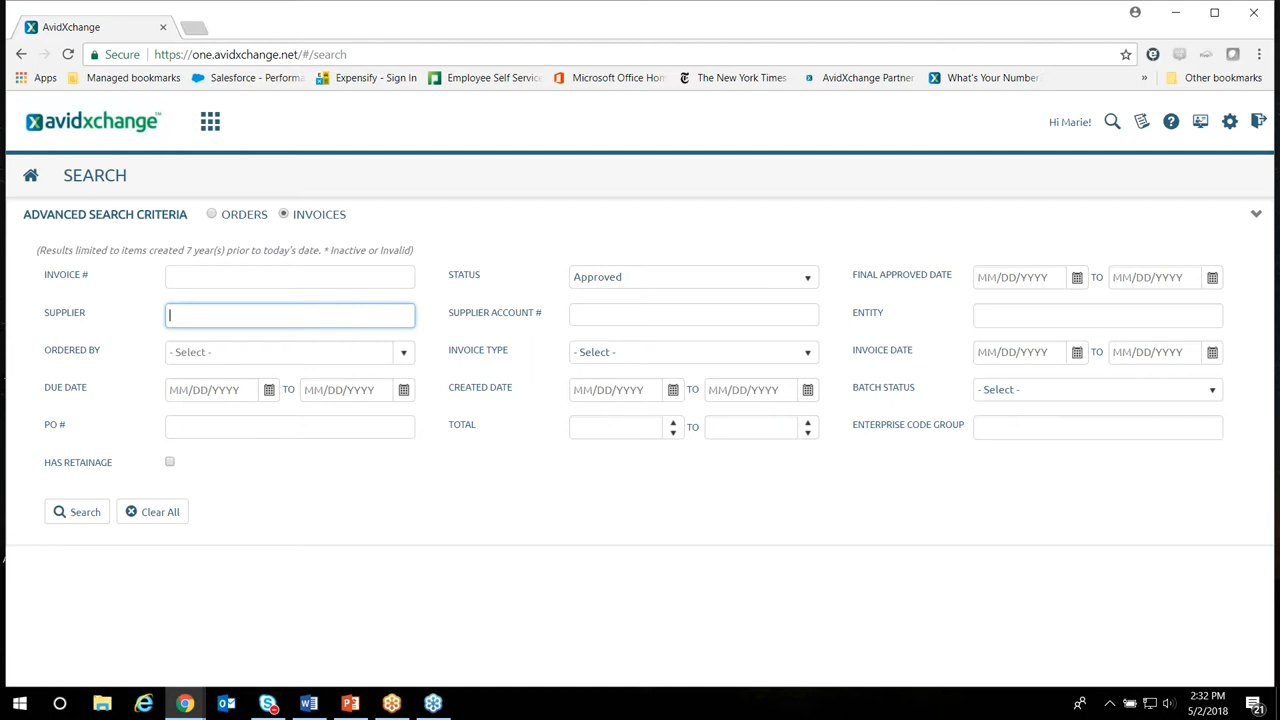 AvidXchange
Secure https://one.avidxchange.net/#/search
Apps Managed bookmarks Salesforce - Performa Expensify - Sign In Employee Self Service Microsoft Office Hom The New York Times AvidXchange Partner What's Your Number » Other bookmarks
avidxchange™ Hi Marie!
SEARCH
ADVANCED SEARCH CRITERIA ORDERS INVOICES
(Results limited to items created 7 year(s) prior to today's date. * Inactive or Invalid)
INVOICE # STATUS Approved FINAL APPROVED DATE MM/DD/YYYY TO MM/DD/YYYY
SUPPLIER SUPPLIER ACCOUNT # ENTITY
ORDERED BY - Select - INVOICE TYPE - Select - INVOICE DATE MM/DD/YYYY TO MM/DD/YYYY
DUE DATE MM/DD/YYYY TO MM/DD/YYYY CREATED DATE MM/DD/YYYY TO MM/DD/YYYY BATCH STATUS - Select -
PO # TOTAL TO ENTERPRISE CODE GROUP
HAS RETAINAGE
Search Clear All
2:32 PM
5/2/2018
21